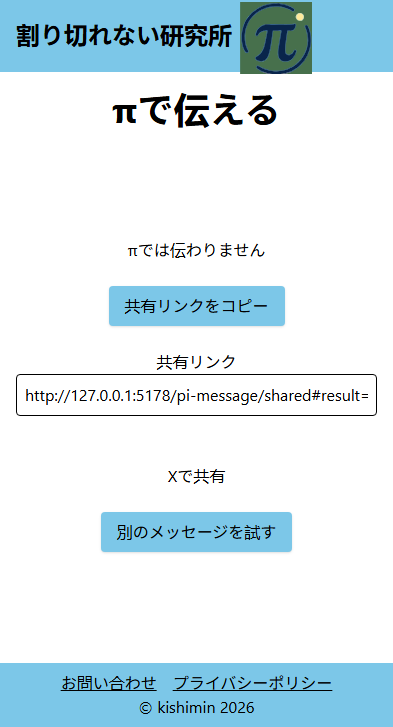 割り切れない研究所
π
πで伝える
πでは伝わりません
共有リンクをコピー
共有リンク
http://127.0.0.1:5178/pi-message/shared#result=
Xで共有
別のメッセージを試す
お問い合わせ プライバシーポリシー
© kishimin 2026